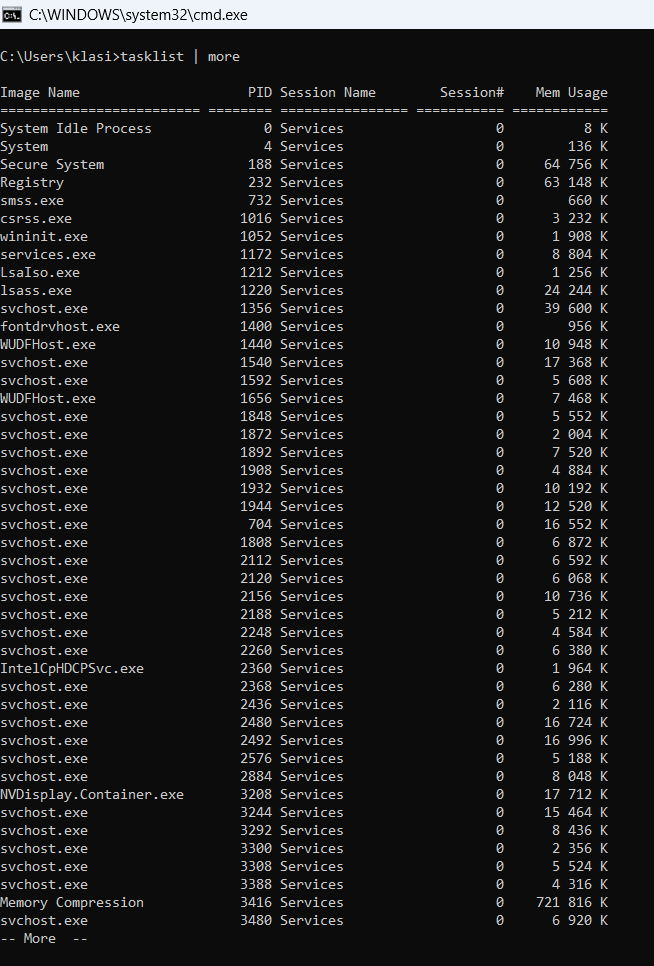 C:\WINDOWS\system32\cmd.exe
C:\Users\klasi>tasklist | more
Image Name                     PID Session Name        Session#    Mem Usage
========================= ======== ================ =========== ============
System Idle Process              0 Services                   0          8 K
System                           4 Services                   0        136 K
Secure System                  188 Services                   0     64 756 K
Registry                       232 Services                   0     63 148 K
smss.exe                       732 Services                   0        660 K
csrss.exe                     1016 Services                   0      3 232 K
wininit.exe                   1052 Services                   0      1 908 K
services.exe                  1172 Services                   0      8 804 K
LsaIso.exe                    1212 Services                   0      1 256 K
lsass.exe                     1220 Services                   0     24 244 K
svchost.exe                   1356 Services                   0     39 600 K
fontdrvhost.exe               1400 Services                   0        956 K
WUDFHost.exe                  1440 Services                   0     10 948 K
svchost.exe                   1540 Services                   0     17 368 K
svchost.exe                   1592 Services                   0      5 608 K
WUDFHost.exe                  1656 Services                   0      7 468 K
svchost.exe                   1848 Services                   0      5 552 K
svchost.exe                   1872 Services                   0      2 004 K
svchost.exe                   1892 Services                   0      7 520 K
svchost.exe                   1908 Services                   0      4 884 K
svchost.exe                   1932 Services                   0     10 192 K
svchost.exe                   1944 Services                   0     12 520 K
svchost.exe                    704 Services                   0     16 552 K
svchost.exe                   1808 Services                   0      6 872 K
svchost.exe                   2112 Services                   0      6 592 K
svchost.exe                   2120 Services                   0      6 068 K
svchost.exe                   2156 Services                   0     10 736 K
svchost.exe                   2188 Services                   0      5 212 K
svchost.exe                   2248 Services                   0      4 584 K
svchost.exe                   2260 Services                   0      6 380 K
IntelCpHDCPSvc.exe            2360 Services                   0      1 964 K
svchost.exe                   2368 Services                   0      6 280 K
svchost.exe                   2436 Services                   0      2 116 K
svchost.exe                   2480 Services                   0     16 724 K
svchost.exe                   2492 Services                   0     16 996 K
svchost.exe                   2576 Services                   0      5 188 K
svchost.exe                   2884 Services                   0      8 048 K
NVDisplay.Container.exe       3208 Services                   0     17 712 K
svchost.exe                   3244 Services                   0     15 464 K
svchost.exe                   3292 Services                   0      8 436 K
svchost.exe                   3300 Services                   0      2 356 K
svchost.exe                   3308 Services                   0      5 524 K
svchost.exe                   3388 Services                   0      4 316 K
Memory Compression            3416 Services                   0    721 816 K
svchost.exe                   3480 Services                   0      6 920 K
-- More  --